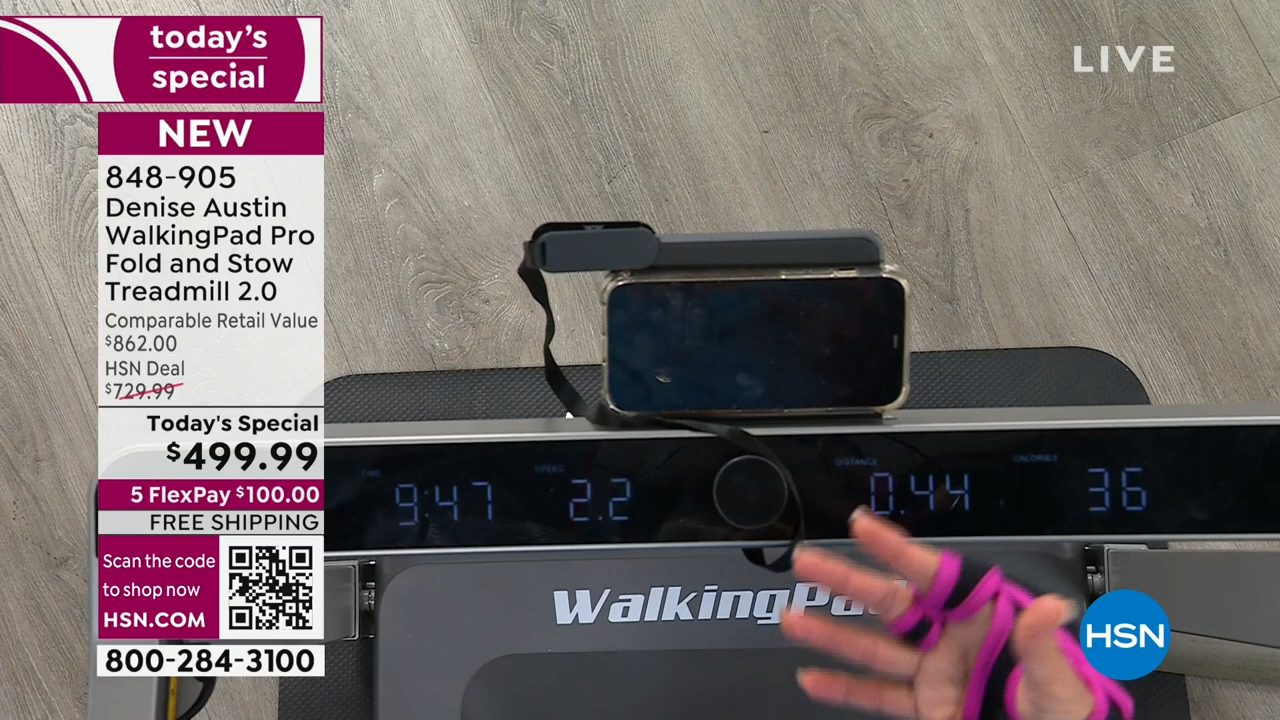 today's
special
LIVE
NEW
848-905
Denise Austin
WalkingPad Pro
Fold and Stow
Treadmill 2.0
Comparable Retail Value
$862.00
HSN Deal
$729.99
Today's Special
$499.99
5 FlexPay $100.00
FREE SHIPPING
Scan the code
to shop now
HSN.COM
800-284-3100
TIME SPEED DISTANCE CALORIES
9:47 2.2 0.44 36
WalkingPad
HSN